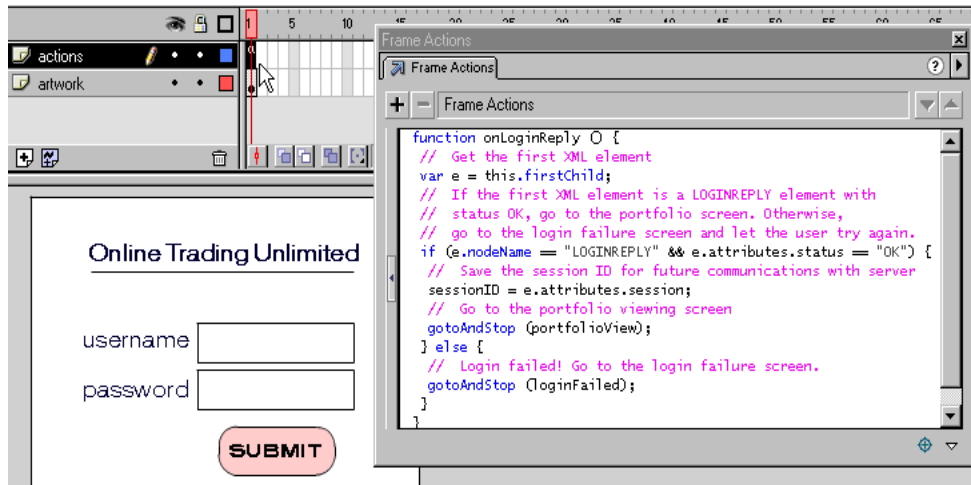 1 5 10 15
Frame Actions
actions
artwork
Frame Actions
?
Frame Actions
function onLoginReply () {
// Get the first XML element
var e = this.firstChild;
// If the first XML element is a LOGINREPLY element with
// status OK, go to the portfolio screen. Otherwise,
// go to the login failure screen and let the user try again.
if (e.nodeName == "LOGINREPLY" && e.attributes.status == "OK") {
// Save the session ID for future communications with server
sessionID = e.attributes.session;
// Go to the portfolio viewing screen
gotoAndStop (portfolioView);
} else {
// Login failed! Go to the login failure screen.
gotoAndStop (loginFailed);
}
}
Online Trading Unlimited
username
password
SUBMIT